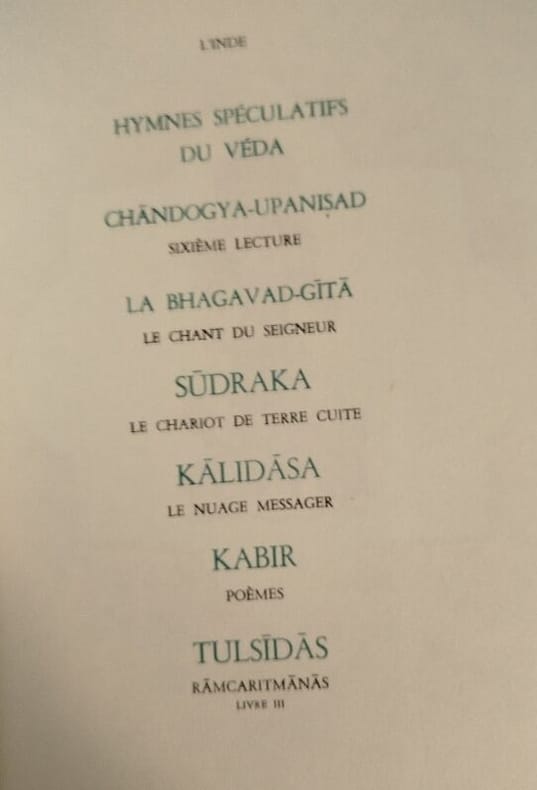 L'INDE
HYMNES SPÉCULATIFS
DU VÉDA
CHĀNDOGYA-UPANIṢAD
SIXIÈME LECTURE
LA BHAGAVAD-GĪTĀ
LE CHANT DU SEIGNEUR
SŪDRAKA
LE CHARIOT DE TERRE CUITE
KĀLIDĀSA
LE NUAGE MESSAGER
KABIR
POÈMES
TULSĪDĀS
RĀMCARITMĀNĀS
LIVRE III